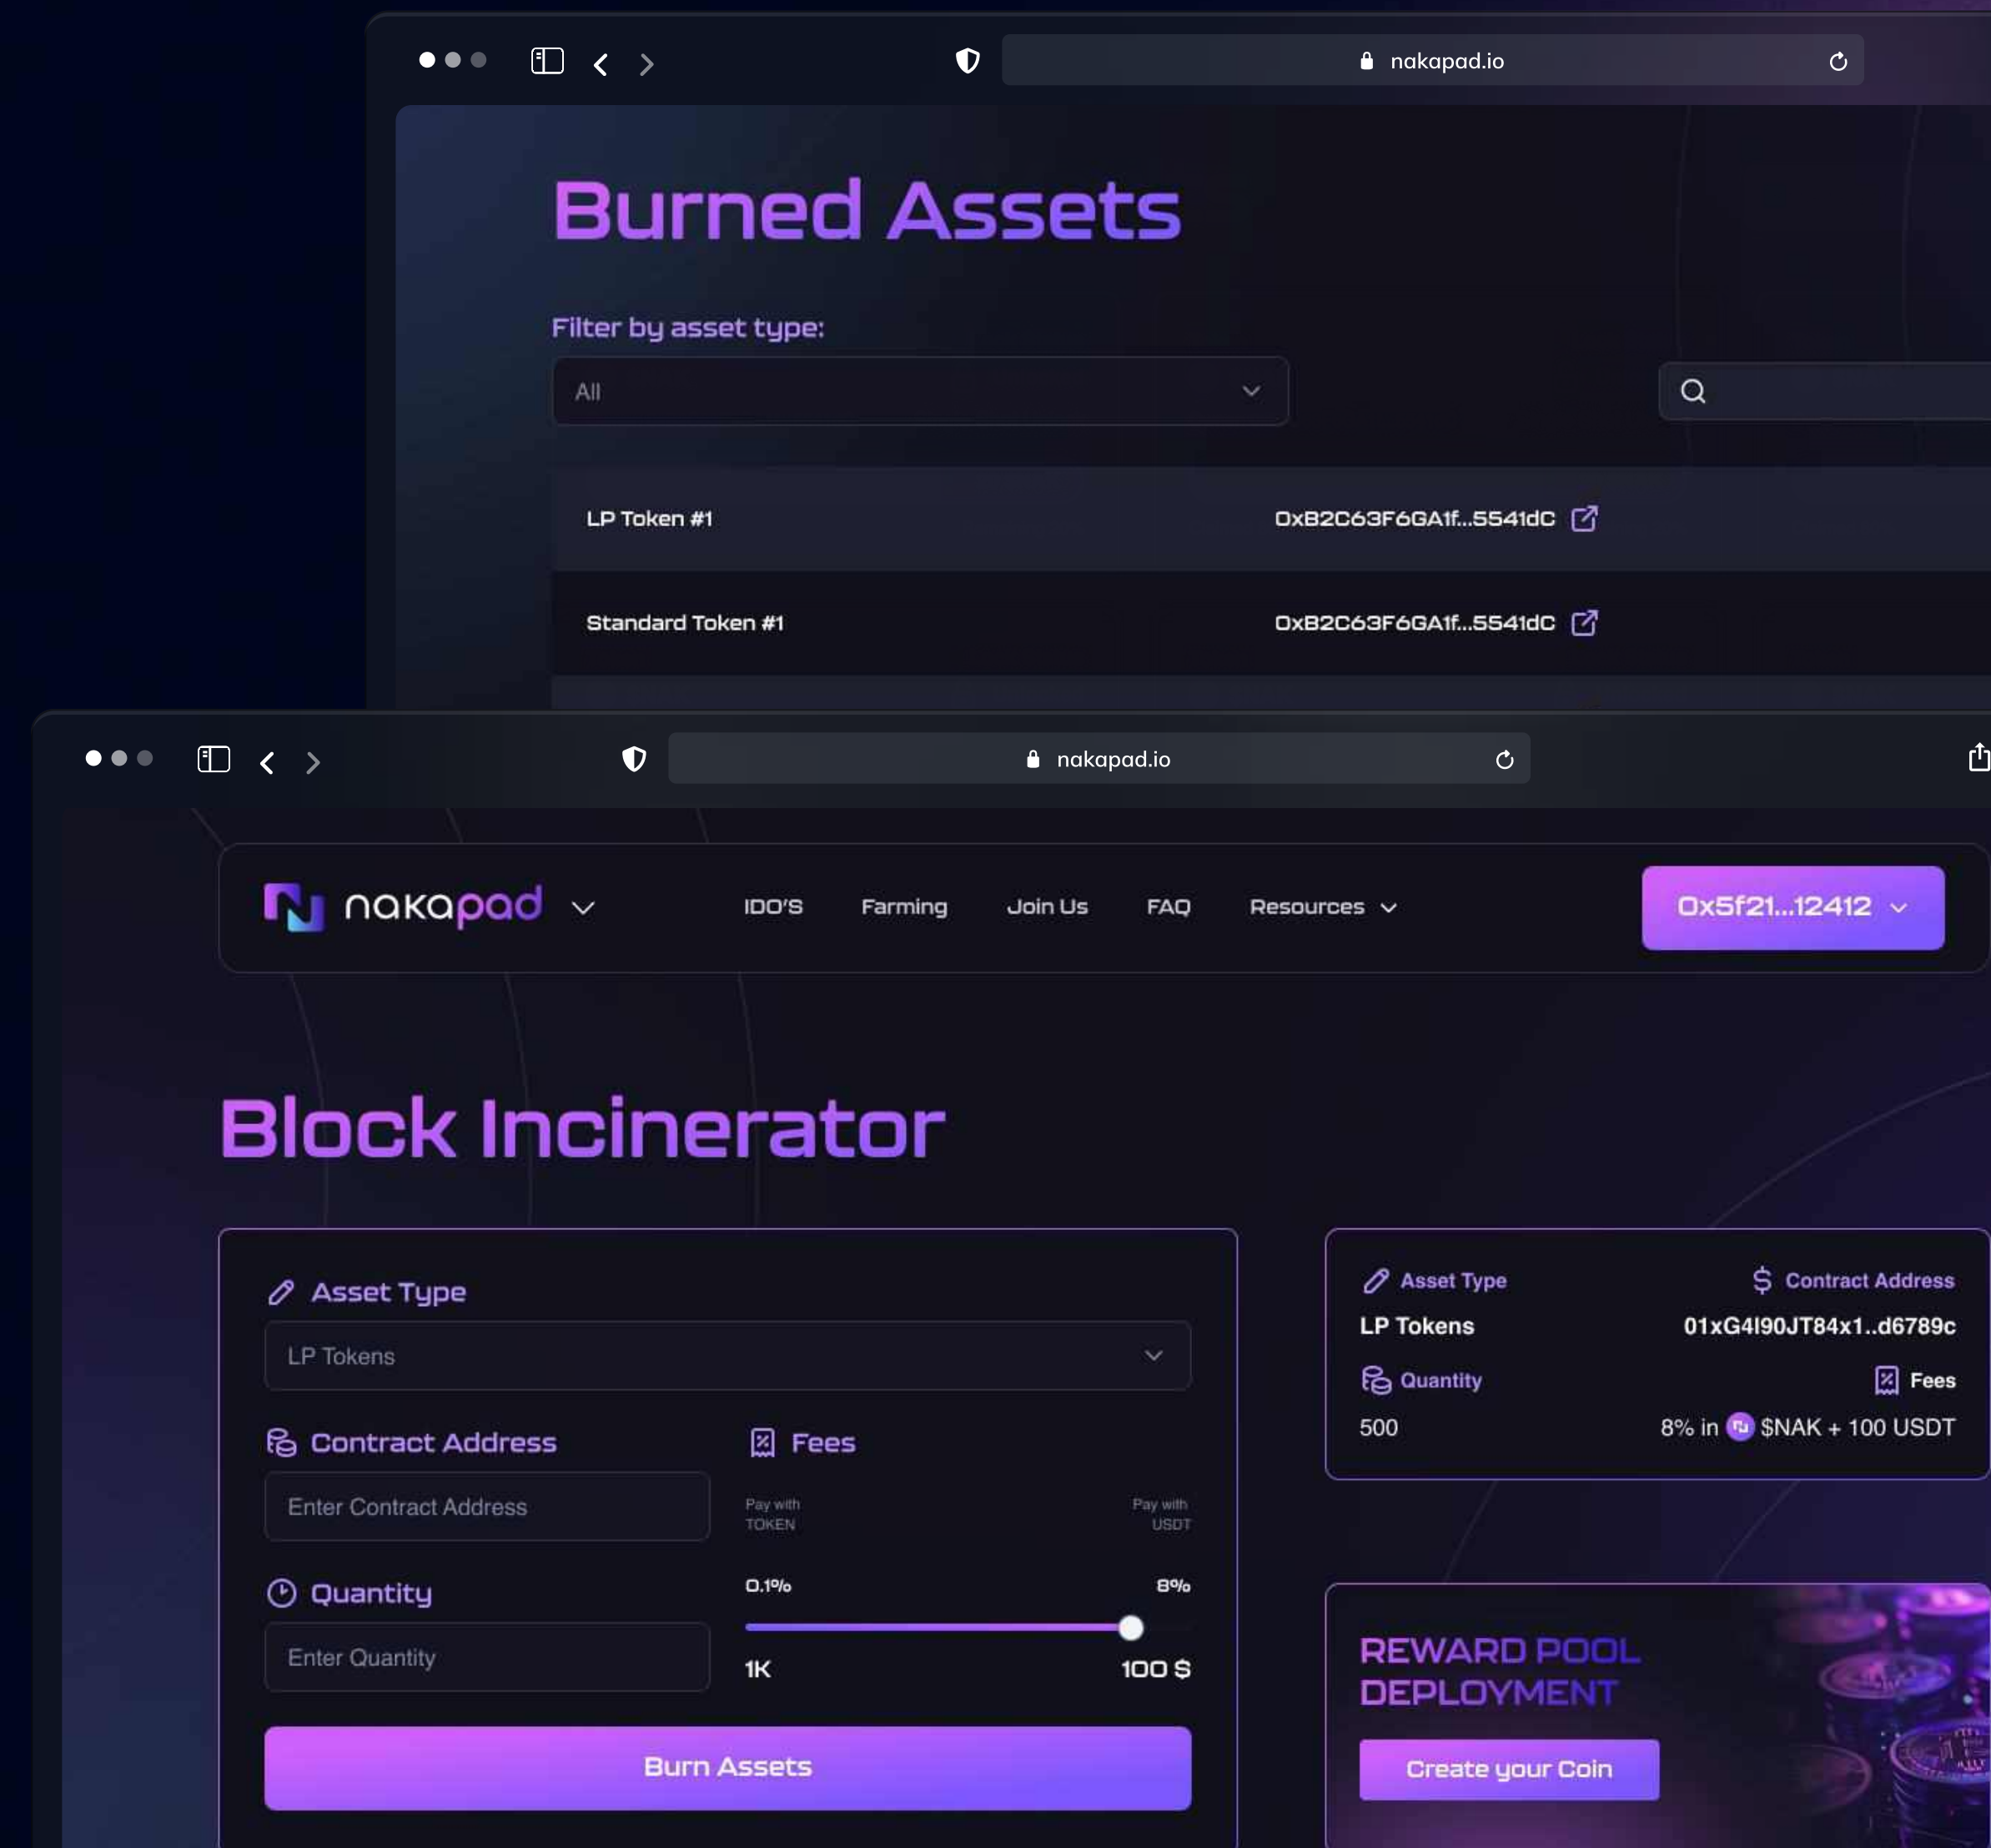 nakapad.io
Burned Assets
Filter by asset type:
All
LP Token #1 0xB2C63F6GA1f...5541dC
Standard Token #1 0xB2C63F6GA1f...5541dC
nakapad.io
nakapad IDO'S Farming Join Us FAQ Resources 0x5f21...12412
Block Incinerator
Asset Type
LP Tokens
Contract Address
Enter Contract Address
Quantity
Enter Quantity
Fees
Pay with
TOKEN
Pay with
USDT
0.1% 8%
1K 100 $
Burn Assets
Asset Type Contract Address
LP Tokens 01xG4l90JT84x1..d6789c
Quantity Fees
500 8% in $NAK + 100 USDT
REWARD POOL
DEPLOYMENT
Create your Coin